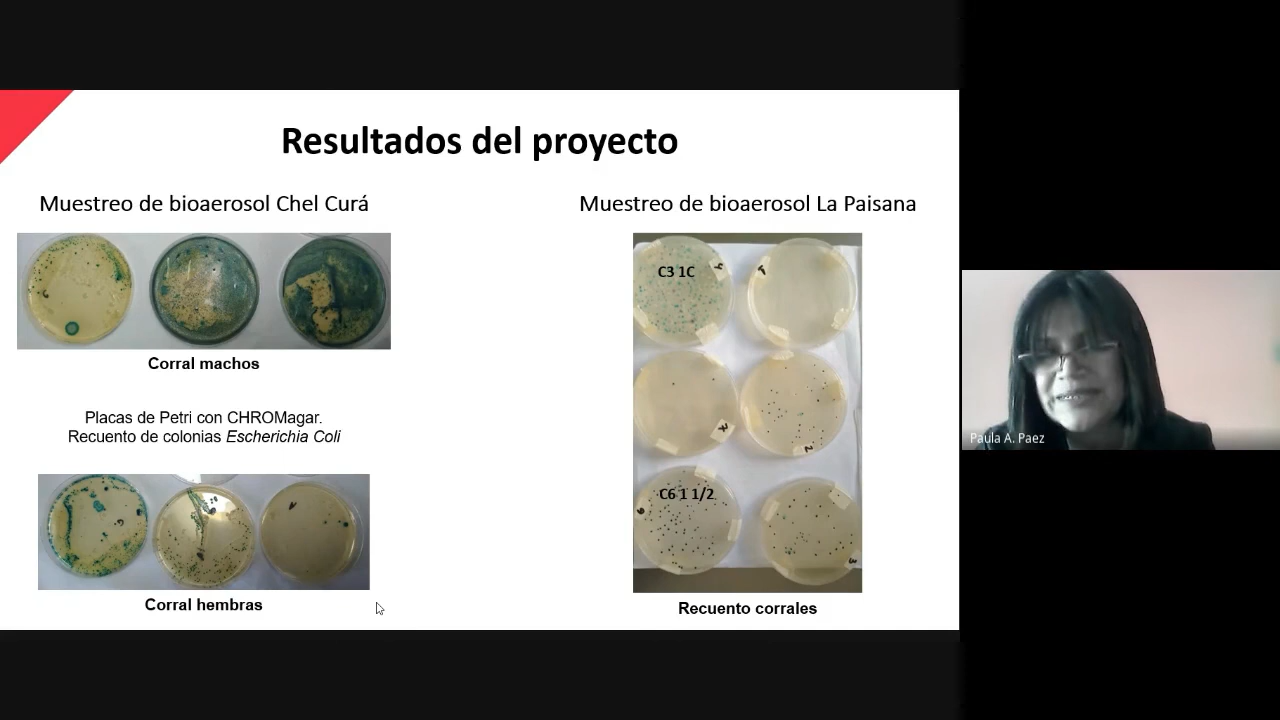 Resultados del proyecto
Muestreo de bioaerosol Chel Curá
Corral machos
Placas de Petri con CHROMagar.
Recuento de colonias Escherichia Coli
Corral hembras
Muestreo de bioaerosol La Paisana
C3 1C
C6 1 1/2
Recuento corrales
Paula A. Paez